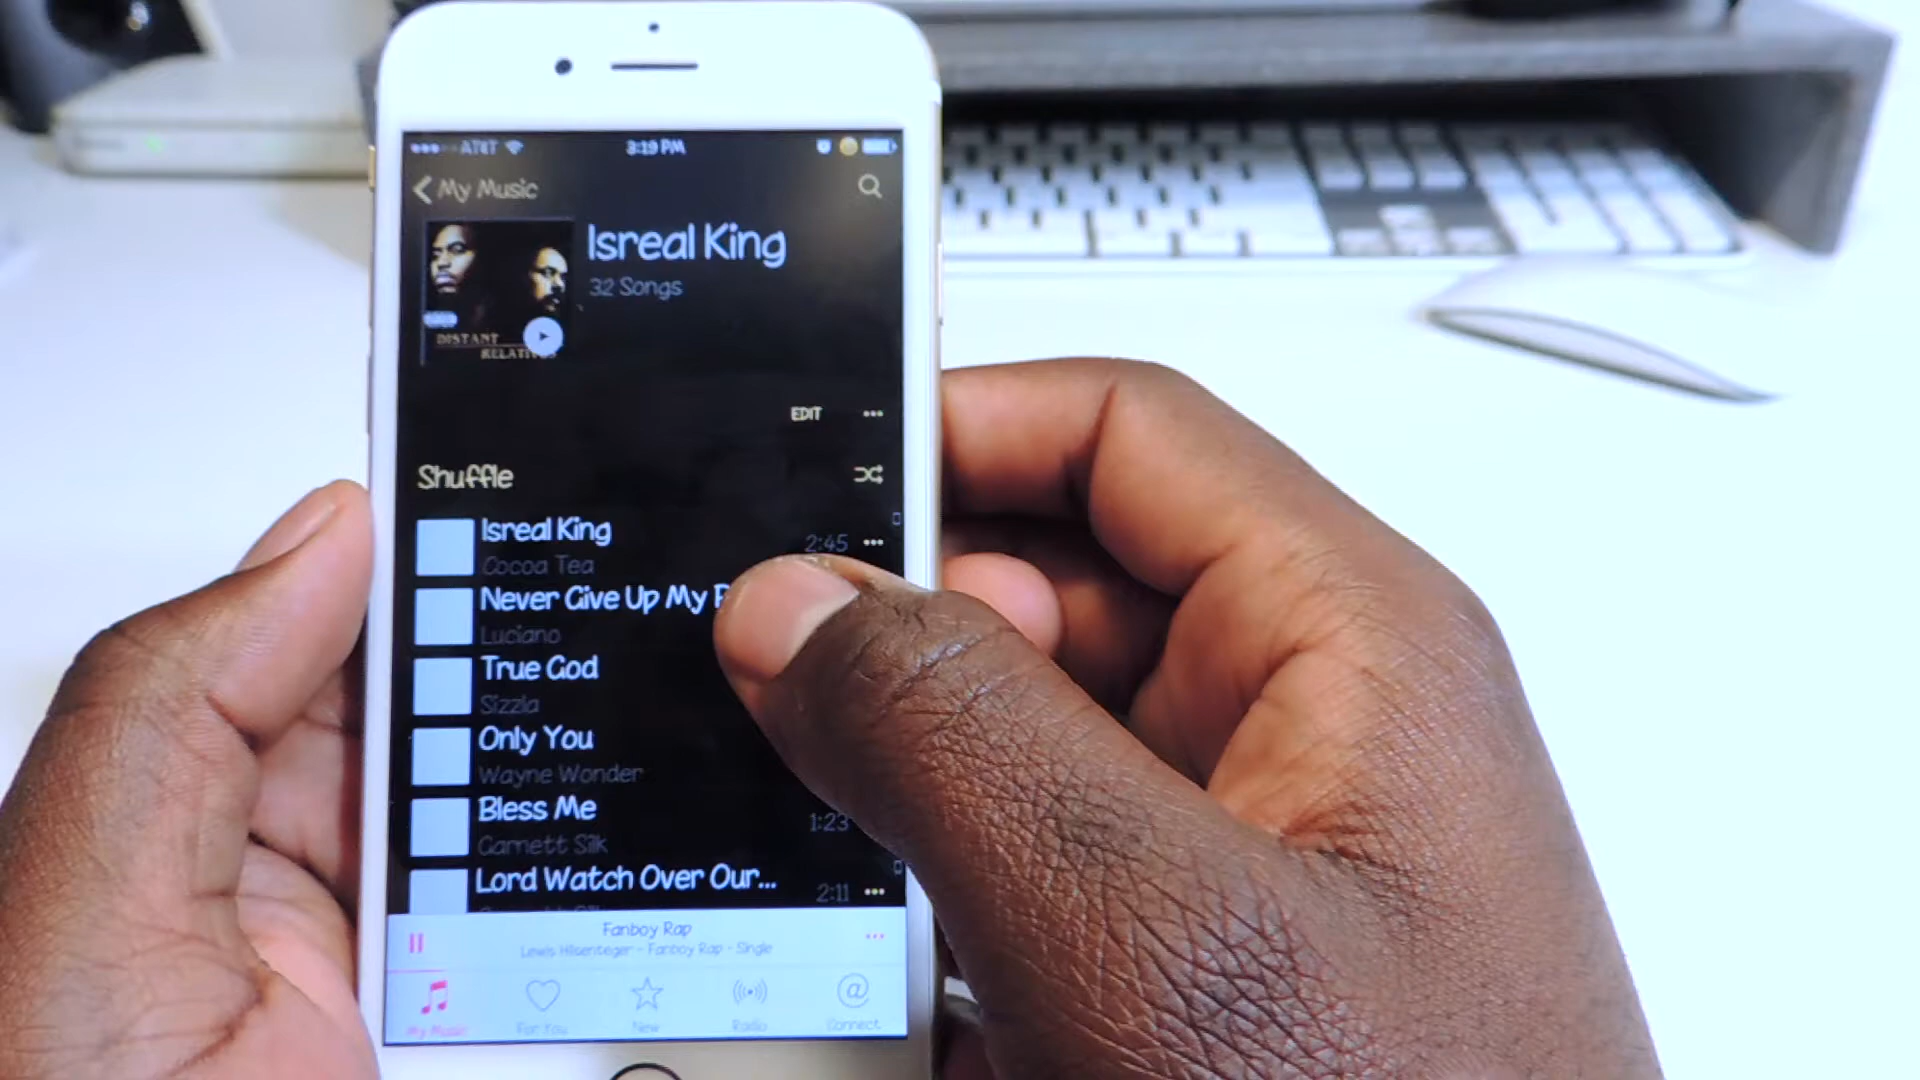 AT&T 3:19 PM
My Music
Isreal King
32 Songs
DISTANT
RELATIVES
EDIT
Shuffle
Isreal King
2:45
Cocoa Tea
Never Give Up My P
Luciano
True God
Sizzla
Only You
Wayne Wonder
Bless Me
1:23
Garnett Silk
Lord Watch Over Our...
2:11
Fanboy Rap
Lewis Hilsenteger - Fanboy Rap - Single
My Music For You New Radio Connect